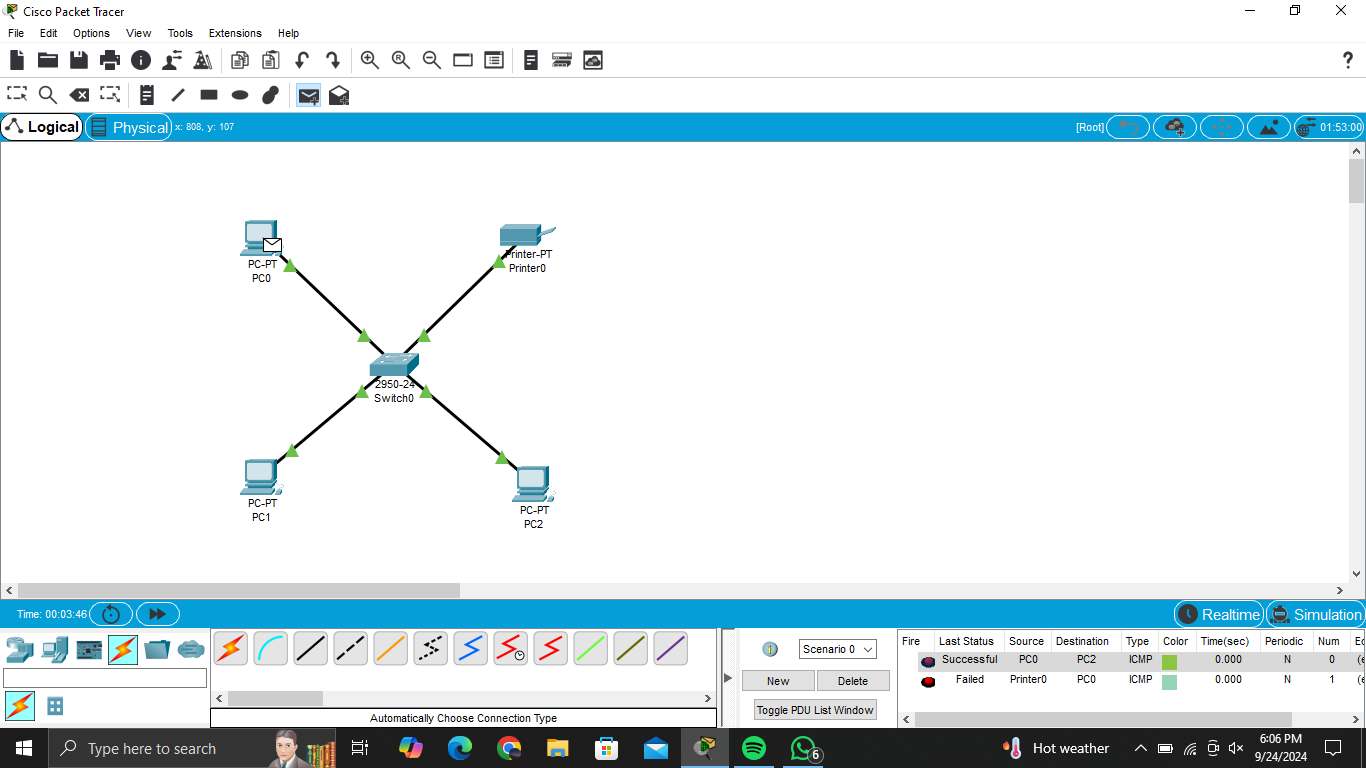 Cisco Packet Tracer
File Edit Options View Tools Extensions Help
R
?
Logical Physical x: 808, y: 107 [Root] 01:53:00
PC-PT
PC0
Printer-PT
Printer0
2950-24
Switch0
PC-PT
PC1
PC-PT
PC2
Time: 00:03:46 Realtime Simulation
Scenario 0
New Delete
Toggle PDU List Window
Fire Last Status Source Destination Type Color Time(sec) Periodic Num
Successful PC0 PC2 ICMP 0.000 N 0
Failed Printer0 PC0 ICMP 0.000 N 1
Automatically Choose Connection Type
Type here to search
6
Hot weather
6:06 PM
9/24/2024